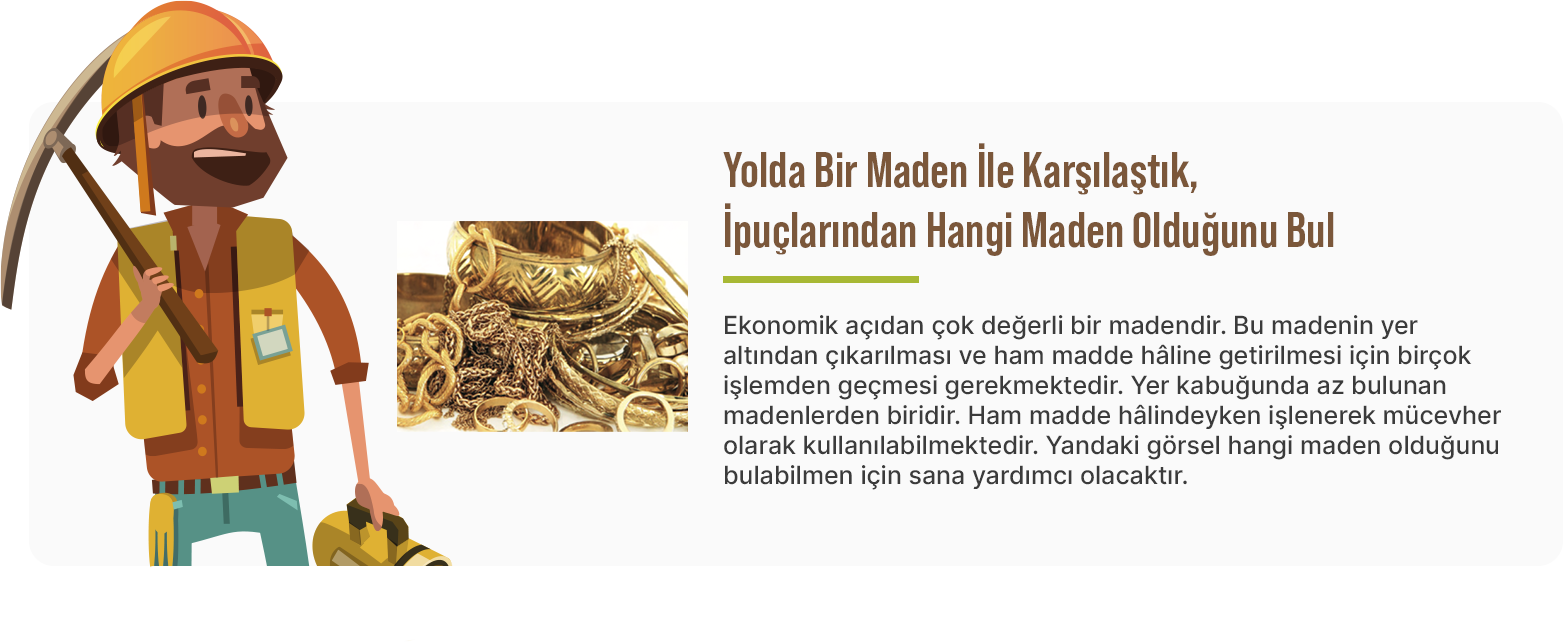 Yolda Bir Maden İle Karşılaştık,
İpuçlarından Hangi Maden Olduğunu Bul
Ekonomik açıdan çok değerli bir madendir. Bu madenin yer
altından çıkarılması ve ham madde hâline getirilmesi için birçok
işlemden geçmesi gerekmektedir. Yer kabuğunda az bulunan
madenlerden biridir. Ham madde hâlindeyken işlenerek mücevher
olarak kullanılabilmektedir. Yandaki görsel hangi maden olduğunu
bulabilmen için sana yardımcı olacaktır.